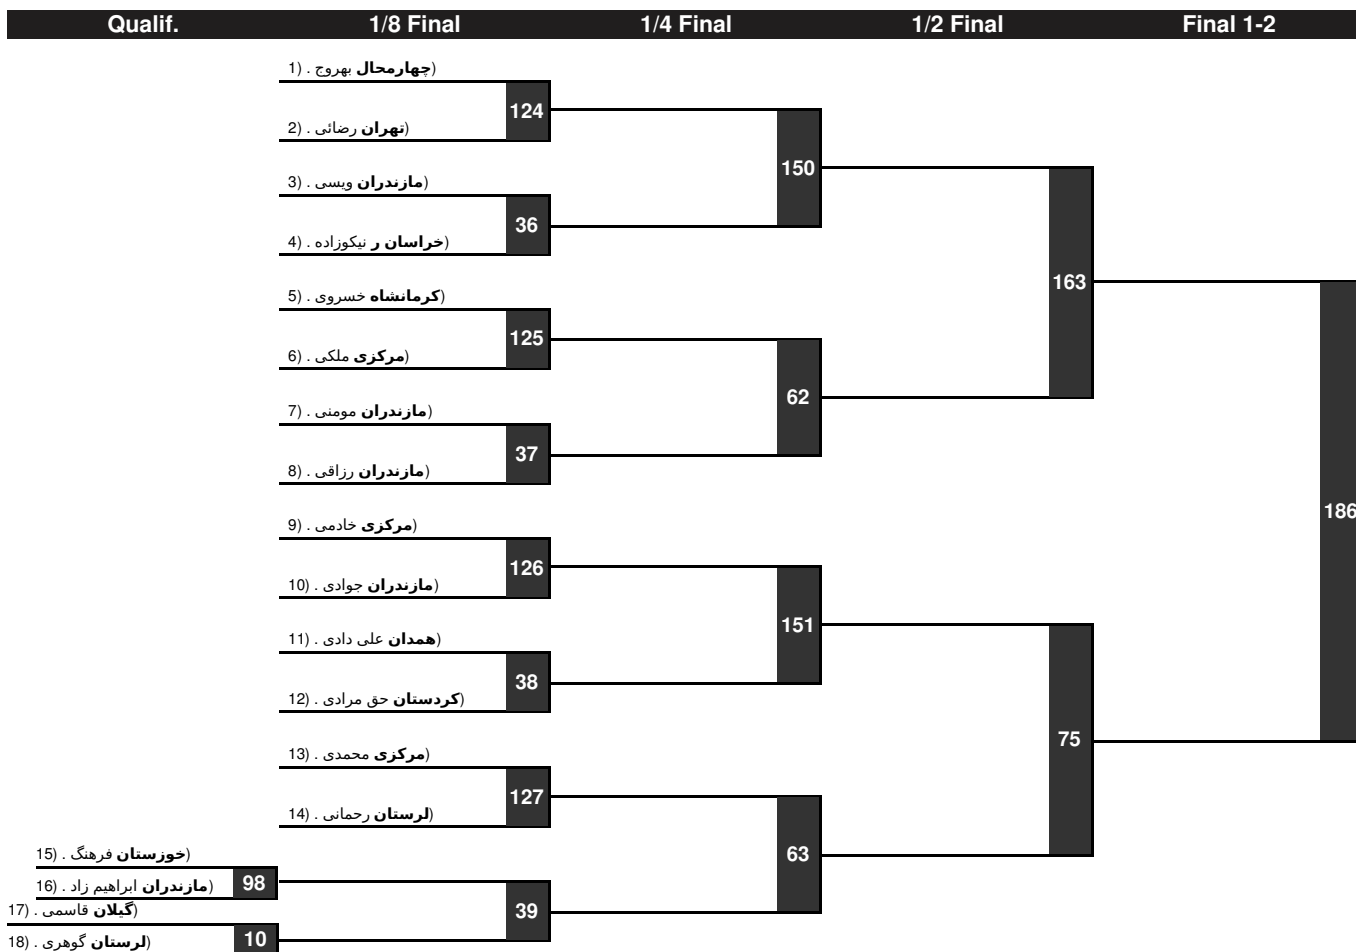 Qualif. 1/8 Final 1/4 Final 1/2 Final Final 1-2
1) . چهارمحال بهروج)
124
2) . تهران رضائی)
150
3) . مازندران ویسی)
36
4) . خراسان ر نیکوزاده)
163
5) . کرمانشاه خسروی)
125
6) . مرکزی ملکی)
62
7) . مازندران مومنی)
37
8) . مازندران رزاقی)
186
9) . مرکزی خادمی)
126
10) . مازندران جوادی)
151
11) . همدان علی دادی)
38
12) . کردستان حق مرادی)
75
13) . مرکزی محمدی)
127
14) . لرستان رحمانی)
63
15) . خوزستان فرهنگ)
98
16) . مازندران ابراهیم زاد)
39
17) . گیلان قاسمی)
10
18) . لرستان گوهری)